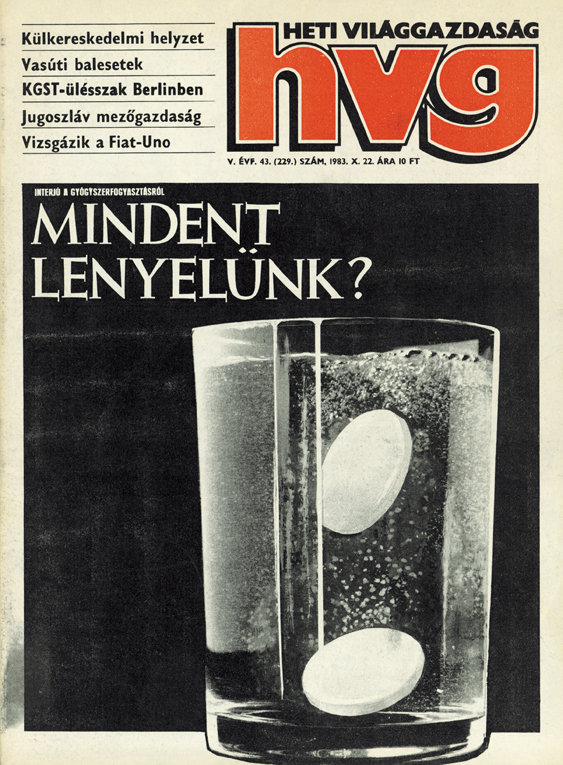 Külkereskedelmi helyzet
Vasúti balesetek
KGST-ülésszak Berlinben
Jugoszláv mezőgazdaság
Vizsgázik a Fiat-Uno
HETI VILÁGGAZDASÁG
hvg
V. ÉVF. 43. (229.) SZÁM, 1983. X. 22. ÁRA 10 FT
INTERJÚ A GYÓGYSZERFOGYASZTÁSRÓL
MINDENT
LENYELÜNK?